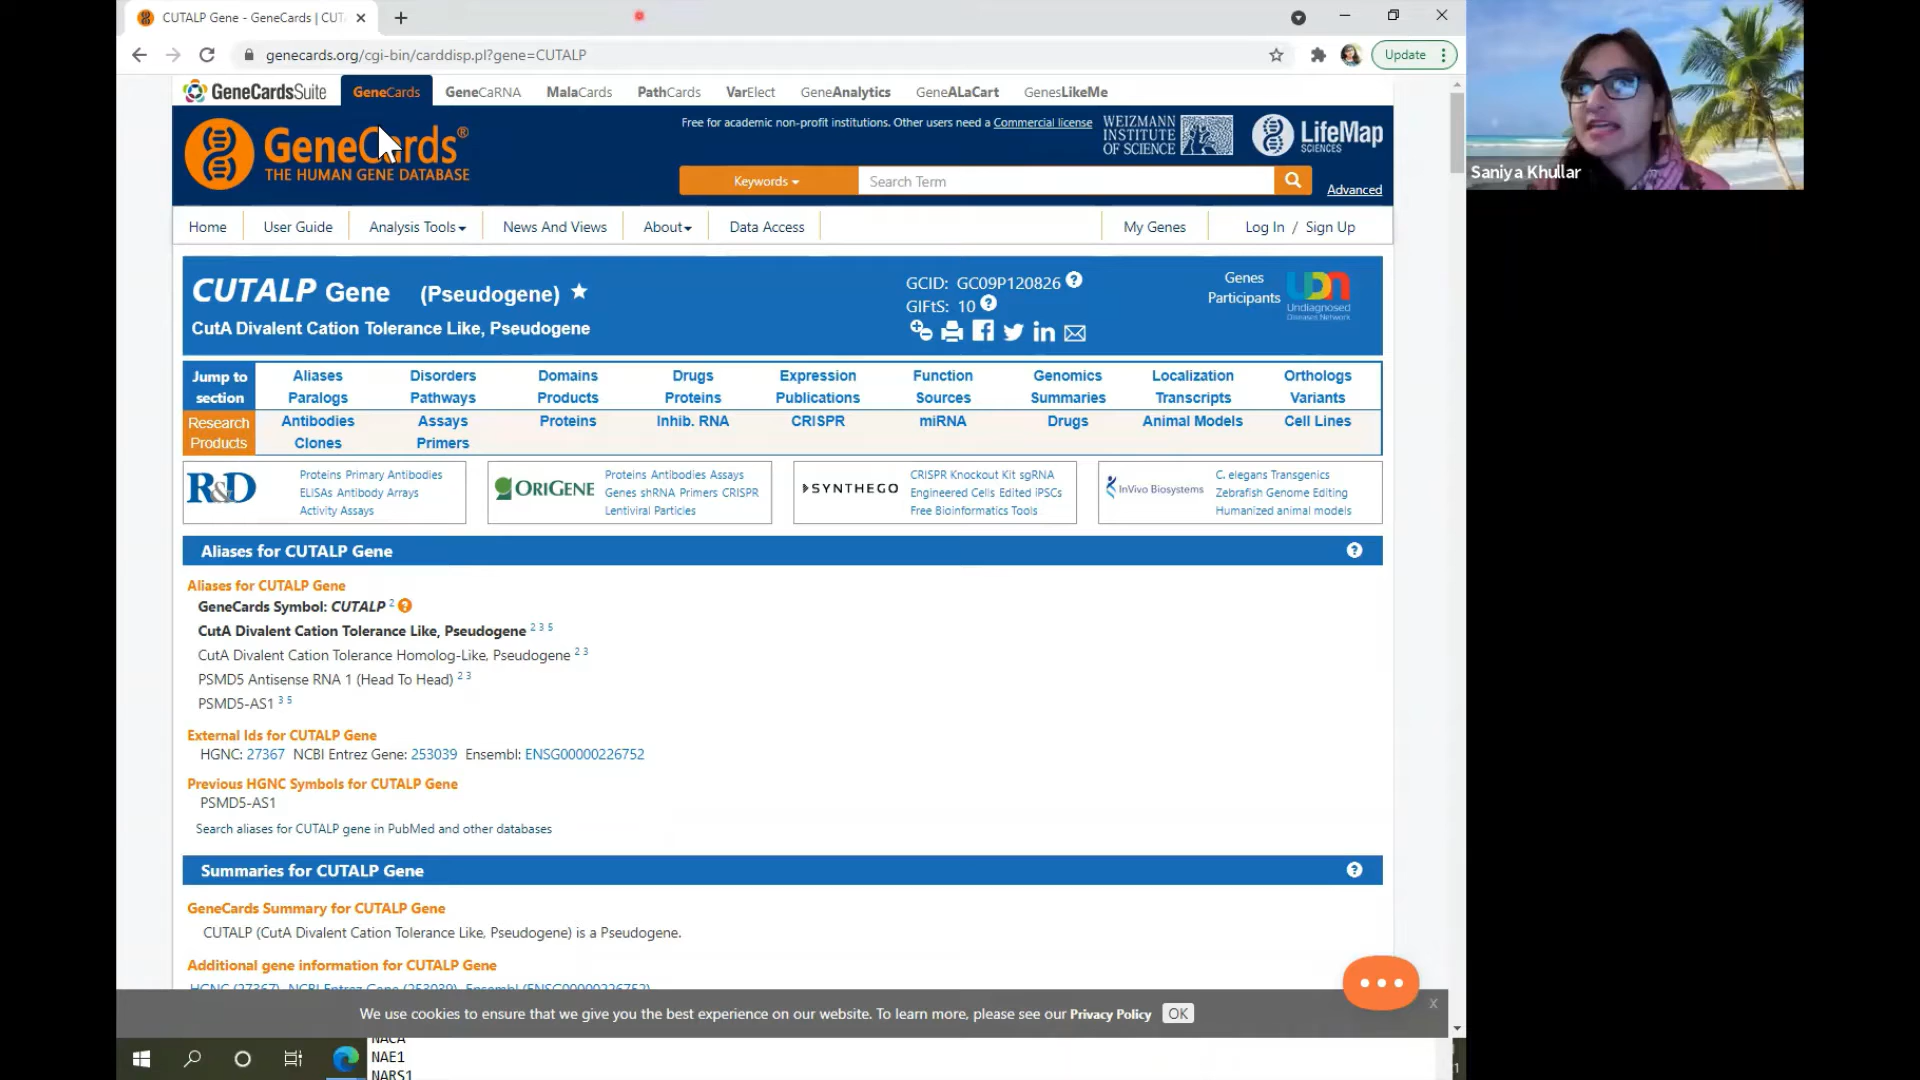 CUTALP Gene - GeneCards | CUT
genecards.org/cgi-bin/carddisp.pl?gene=CUTALP
Update
GeneCardsSuite GeneCards GeneCaRNA MalaCards PathCards VarElect GeneAnalytics GeneALaCart GenesLikeMe
GeneCards®
THE HUMAN GENE DATABASE
Free for academic non-profit institutions. Other users need a Commercial license
WEIZMANN
INSTITUTE
OF SCIENCE
LifeMap
SCIENCES
Keywords
Search Term
Advanced
Home User Guide Analysis Tools News And Views About Data Access My Genes Log In / Sign Up
CUTALP Gene (Pseudogene)
CutA Divalent Cation Tolerance Like, Pseudogene
GCID: GC09P120826
GIFtS: 10
Genes
Participants
UDN
Undiagnosed
Diseases Network
Jump to
section
Aliases Disorders Domains Drugs Expression Function Genomics Localization Orthologs
Paralogs Pathways Products Proteins Publications Sources Summaries Transcripts Variants
Research
Products
Antibodies Assays Proteins Inhib. RNA CRISPR miRNA Drugs Animal Models Cell Lines
Clones Primers
R&D
Proteins Primary Antibodies
ELISAs Antibody Arrays
Activity Assays
ORIGENE
Proteins Antibodies Assays
Genes shRNA Primers CRISPR
Lentiviral Particles
SYNTHEGO
CRISPR Knockout Kit sgRNA
Engineered Cells Edited iPSCs
Free Bioinformatics Tools
InVivo Biosystems
C. elegans Transgenics
Zebrafish Genome Editing
Humanized animal models
Aliases for CUTALP Gene
Aliases for CUTALP Gene
GeneCards Symbol: CUTALP 2
CutA Divalent Cation Tolerance Like, Pseudogene 2 3 5
CutA Divalent Cation Tolerance Homolog-Like, Pseudogene 2 3
PSMD5 Antisense RNA 1 (Head To Head) 2 3
PSMD5-AS1 3 5
External Ids for CUTALP Gene
HGNC: 27367 NCBI Entrez Gene: 253039 Ensembl: ENSG00000226752
Previous HGNC Symbols for CUTALP Gene
PSMD5-AS1
Search aliases for CUTALP gene in PubMed and other databases
Summaries for CUTALP Gene
GeneCards Summary for CUTALP Gene
CUTALP (CutA Divalent Cation Tolerance Like, Pseudogene) is a Pseudogene.
Additional gene information for CUTALP Gene
HGNC (27367) NCBI Entrez Gene (253039) Ensembl (ENSG00000226752)
We use cookies to ensure that we give you the best experience on our website. To learn more, please see our Privacy Policy OK
X
NACA
NAE1
NARS1
Saniya Khullar